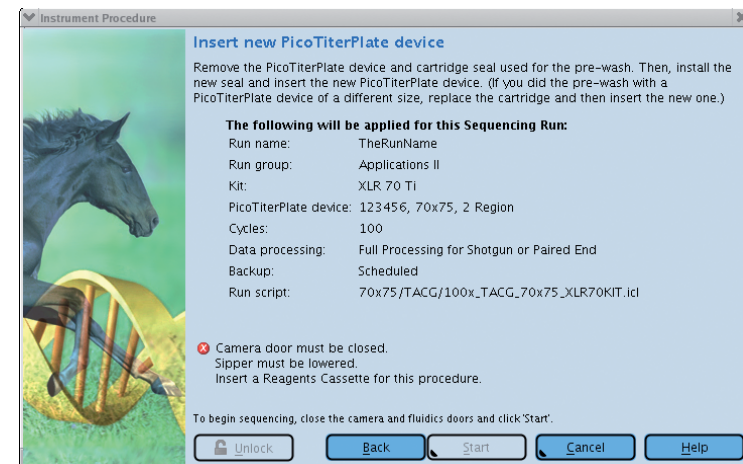 Instrument Procedure
Insert new PicoTiterPlate device
Remove the PicoTiterPlate device and cartridge seal used for the pre-wash. Then, install the
new seal and insert the new PicoTiterPlate device. (If you did the pre-wash with a
PicoTiterPlate device of a different size, replace the cartridge and then insert the new one.)
The following will be applied for this Sequencing Run:
Run name: TheRunName
Run group: Applications II
Kit: XLR 70 Ti
PicoTiterPlate device: 123456, 70x75, 2 Region
Cycles: 100
Data processing: Full Processing for Shotgun or Paired End
Backup: Scheduled
Run script: 70x75/TACG/100x_TACG_70x75_XLR70KIT.icl
Camera door must be closed.
Sipper must be lowered.
Insert a Reagents Cassette for this procedure.
To begin sequencing, close the camera and fluidics doors and click 'Start'.
Unlock Back Start Cancel Help